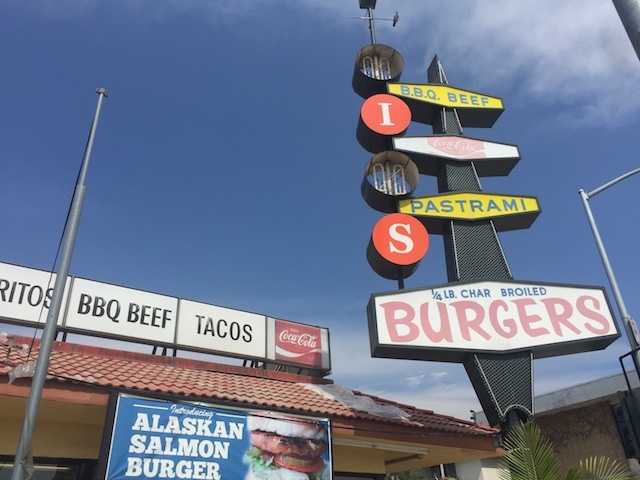 B.B.Q. BEEF
I
Coca-Cola
PASTRAMI
S
1/4 LB. CHAR BROILED
BURGERS
RITOS
BBQ BEEF
TACOS
Coca-Cola
Introducing
ALASKAN
SALMON
BURGER